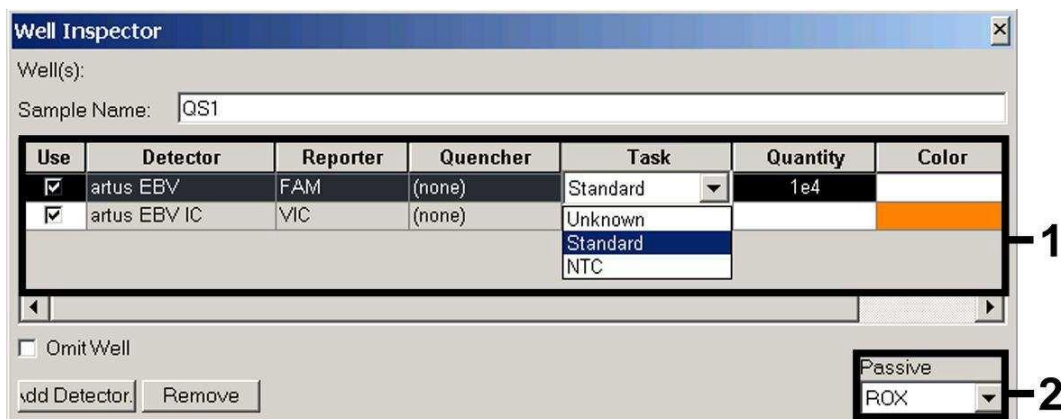 Well Inspector
Well(s):
Sample Name: QS1
Use Detector Reporter Quencher Task Quantity Color
artus EBV FAM (none) Standard 1e4
artus EBV IC VIC (none)
Unknown
Standard
NTC
1
Omit Well
Passive
dd Detector. Remove ROX
2